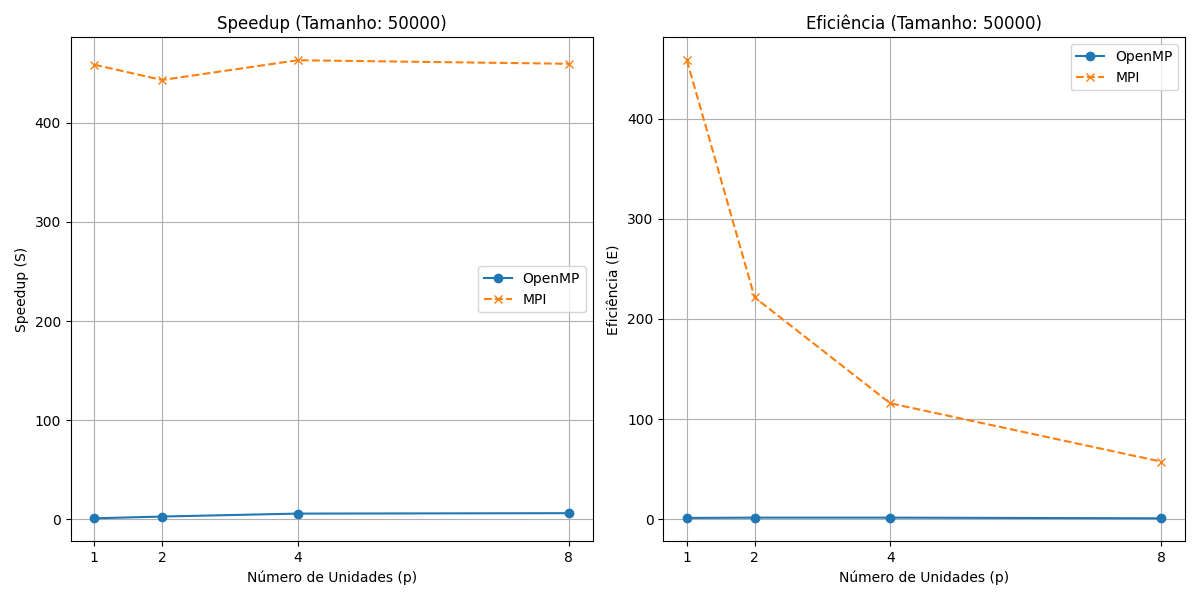 Speedup (Tamanho: 50000)
400
300
200
100
0
1
2
4
8
Speedup (S)
Número de Unidades (p)
OpenMP
MPI
Eficiência (Tamanho: 50000)
400
300
200
100
0
1
2
4
8
Eficiência (E)
Número de Unidades (p)
OpenMP
MPI